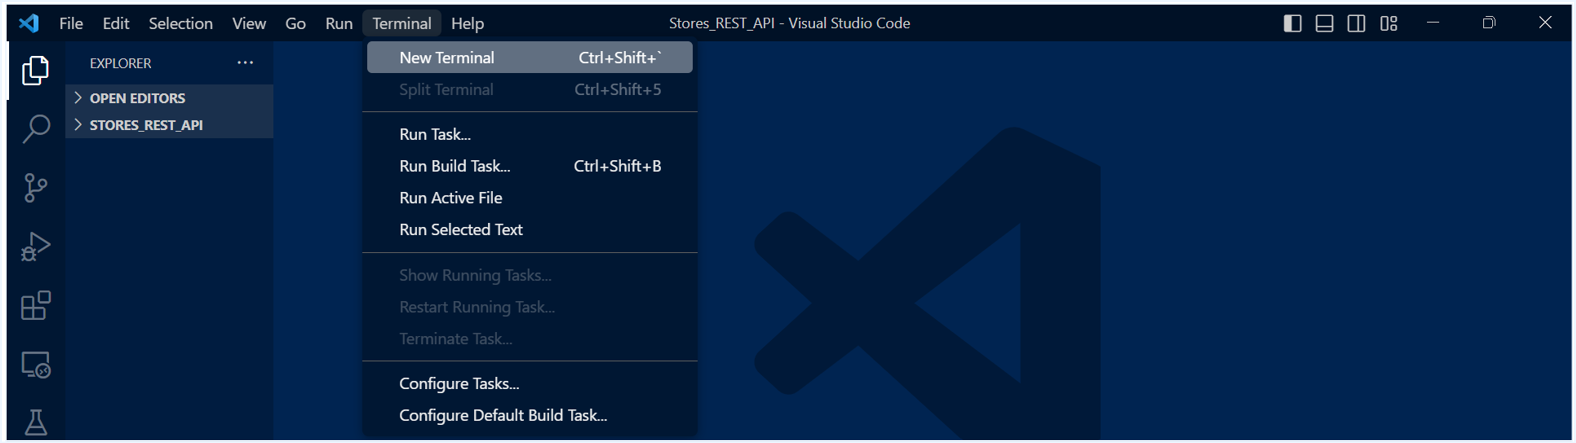 File Edit Selection View Go Run Terminal Help Stores_REST_API - Visual Studio Code
EXPLORER
OPEN EDITORS
STORES_REST_API
New Terminal Ctrl+Shift+`
Split Terminal Ctrl+Shift+5
Run Task...
Run Build Task... Ctrl+Shift+B
Run Active File
Run Selected Text
Show Running Tasks...
Restart Running Task...
Terminate Task...
Configure Tasks...
Configure Default Build Task...